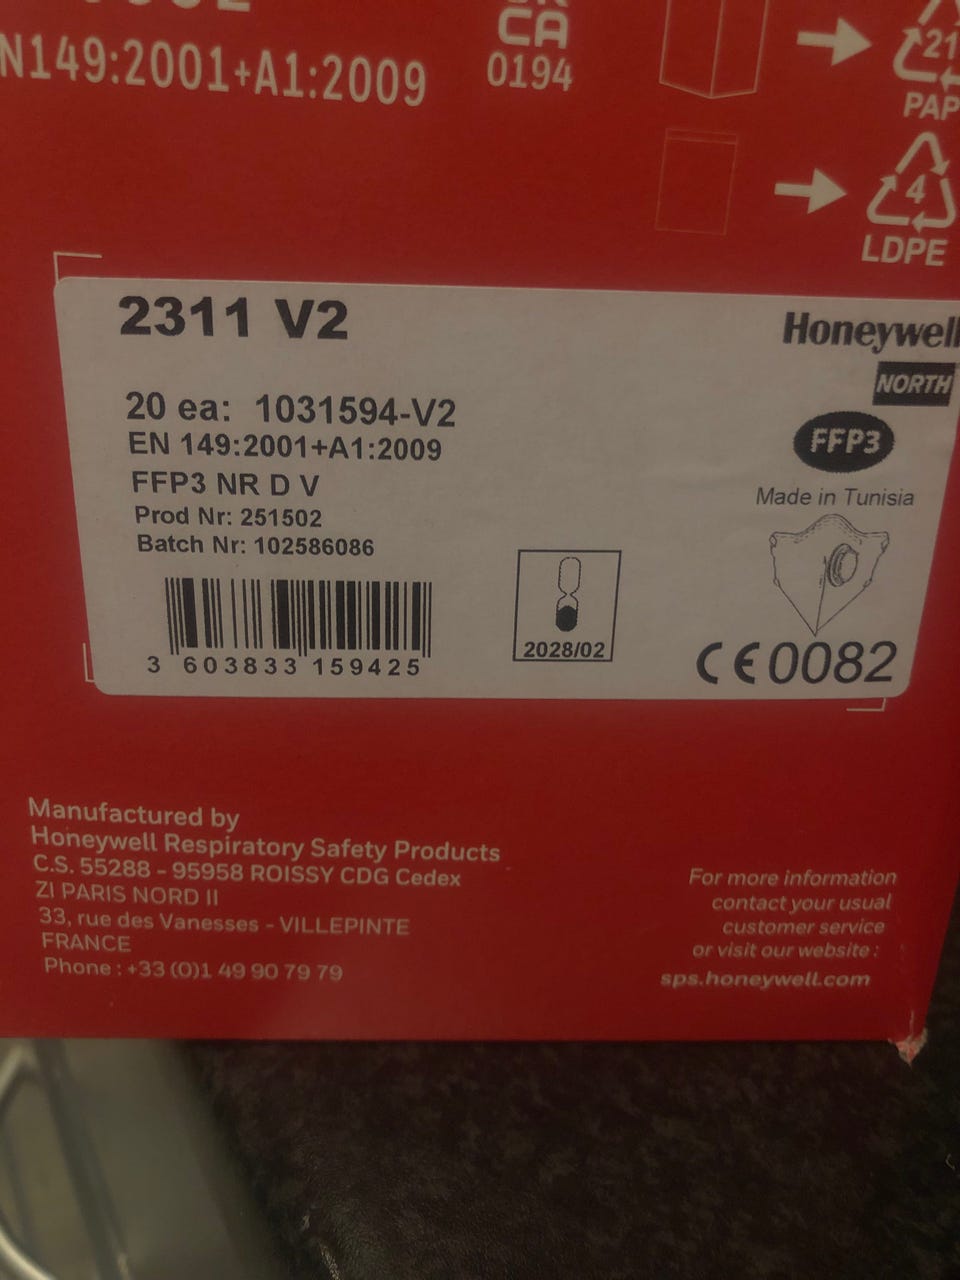 CA
0194
N149:2001+A1:2009
21
PAP
4
LDPE
2311 V2
Honeywell
NORTH
20 ea: 1031594-V2
EN 149:2001+A1:2009
FFP3
FFP3 NR D V
Made in Tunisia
Prod Nr: 251502
Batch Nr: 102586086
3 603833 159425
2028/02
CE0082
Manufactured by
Honeywell Respiratory Safety Products
C.S. 55288 - 95958 ROISSY CDG Cedex
ZI PARIS NORD II
33, rue des Vanesses - VILLEPINTE
FRANCE
Phone : +33 (0)1 49 90 79 79
For more information
contact your usual
customer service
or visit our website :
sps.honeywell.com